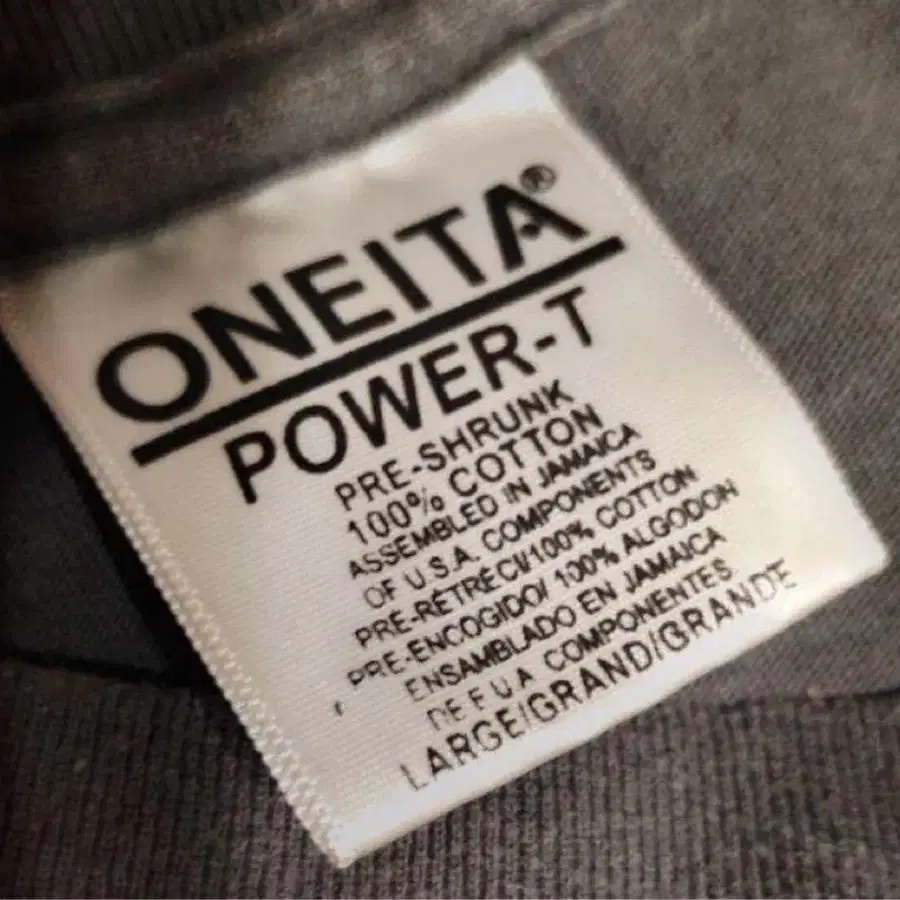 ONEITA®
POWER-T
PRE-SHRUNK
100% COTTON
ASSEMBLED IN JAMAICA
OF U.S.A. COMPONENTS
PRE-RÉTRÉCI/100% COTTON
PRE-ENCOGIDO/ 100% ALGODON
ENSAMBLADO EN JAMAICA
DE E U A COMPONENTES
LARGE/GRAND/GRANDE